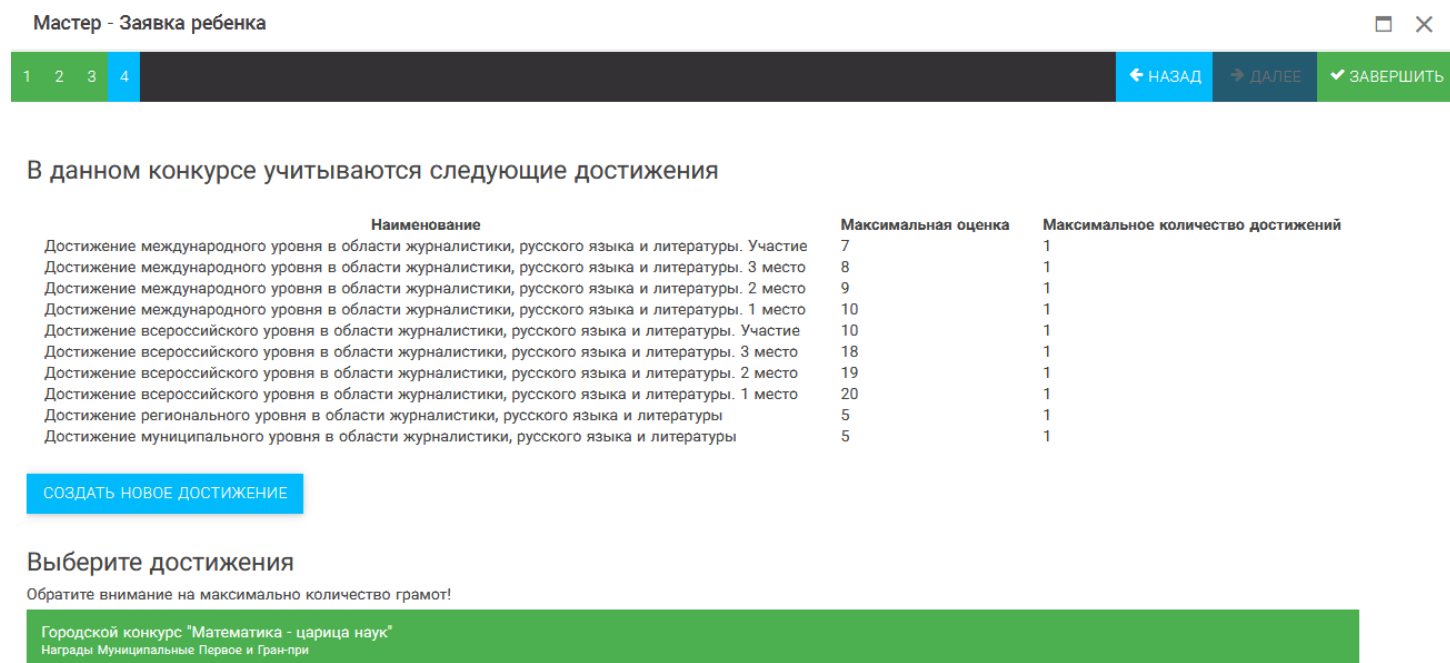 Мастер - Заявка ребенка
1 2 3 4 НАЗАД ДАЛЕЕ ЗАВЕРШИТЬ
В данном конкурсе учитываются следующие достижения
Наименование Максимальная оценка Максимальное количество достижений
Достижение международного уровня в области журналистики, русского языка и литературы. Участие 7 1
Достижение международного уровня в области журналистики, русского языка и литературы. 3 место 8 1
Достижение международного уровня в области журналистики, русского языка и литературы. 2 место 9 1
Достижение международного уровня в области журналистики, русского языка и литературы. 1 место 10 1
Достижение всероссийского уровня в области журналистики, русского языка и литературы. Участие 10 1
Достижение всероссийского уровня в области журналистики, русского языка и литературы. 3 место 18 1
Достижение всероссийского уровня в области журналистики, русского языка и литературы. 2 место 19 1
Достижение всероссийского уровня в области журналистики, русского языка и литературы. 1 место 20 1
Достижение регионального уровня в области журналистики, русского языка и литературы 5 1
Достижение муниципального уровня в области журналистики, русского языка и литературы 5 1
СОЗДАТЬ НОВОЕ ДОСТИЖЕНИЕ
Выберите достижения
Обратите внимание на максимально количество грамот!
Городской конкурс "Математика - царица наук"
Награды Муниципальные Первое и Гран-при